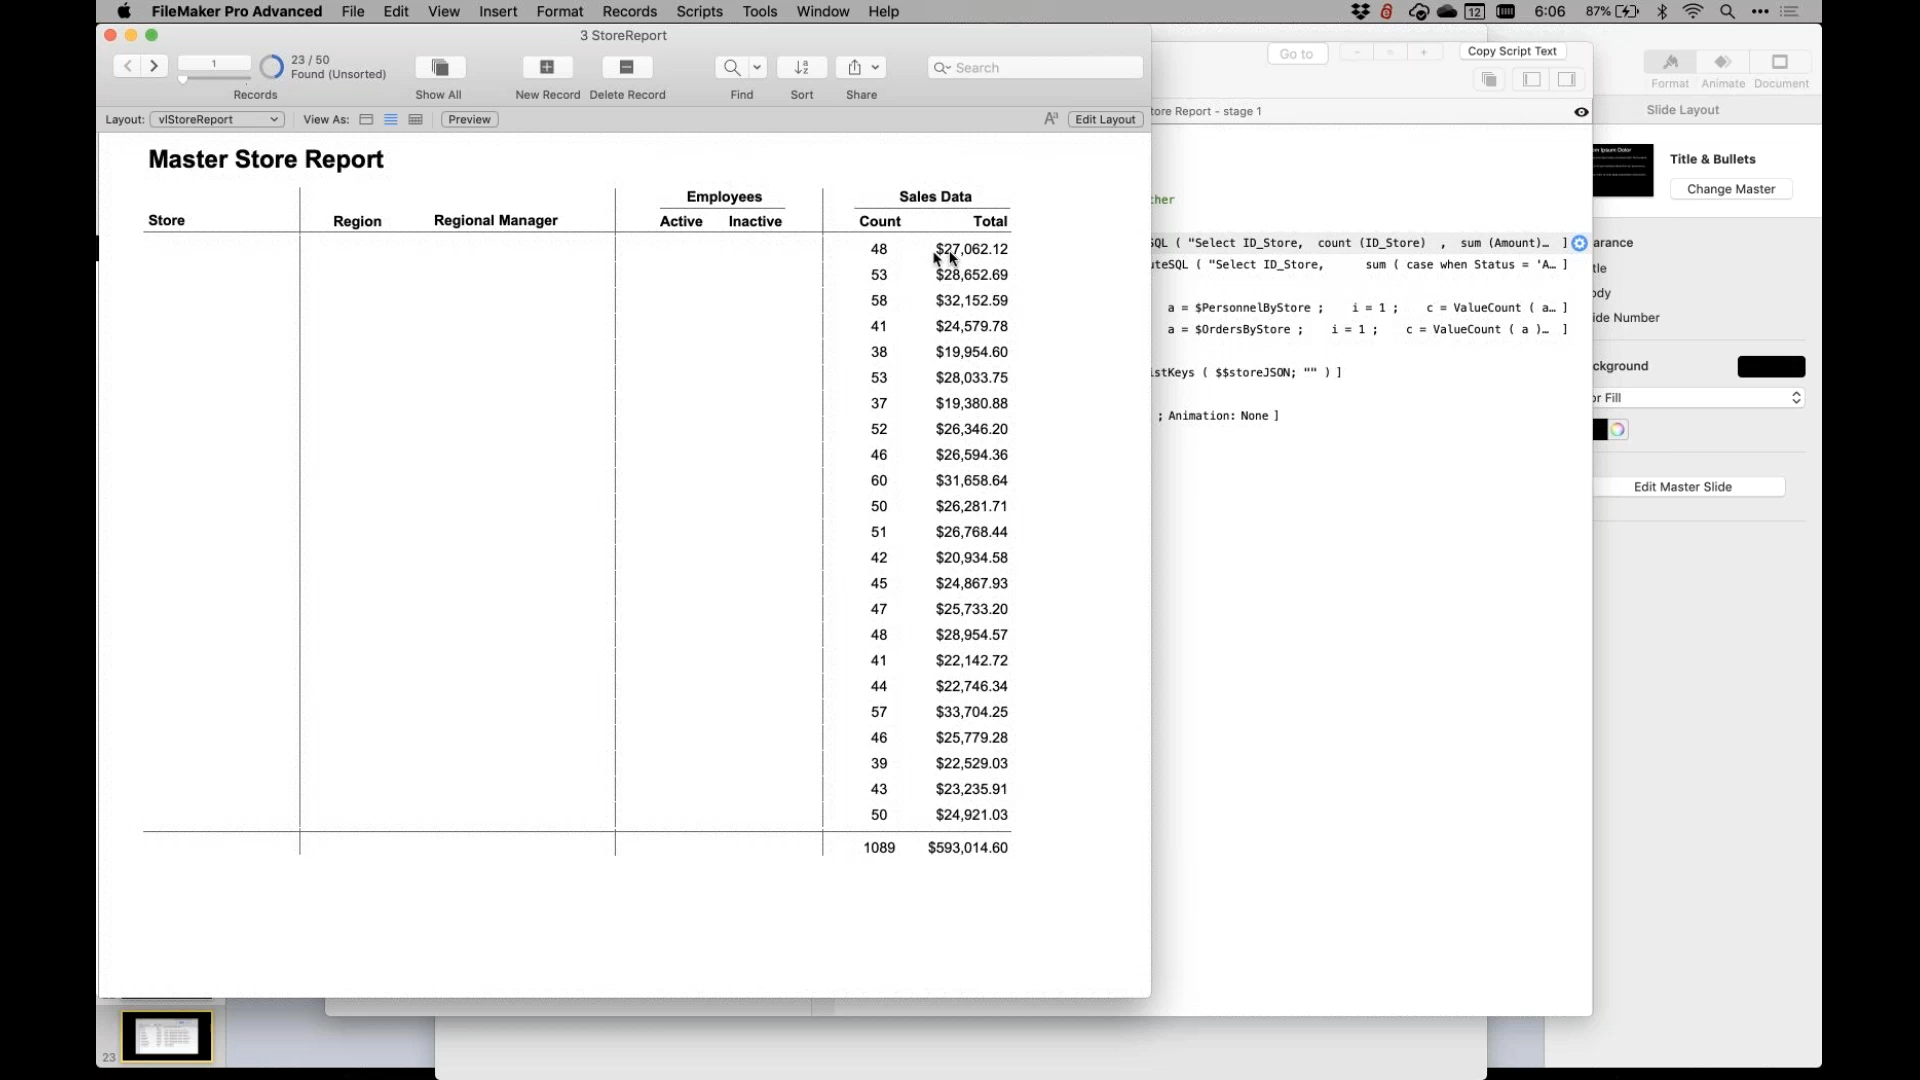 FileMaker Pro Advanced File Edit View Insert Format Records Scripts Tools Window Help 12 6:06 87%
3 StoreReport
1 23 / 50 Found (Unsorted)
Records Show All New Record Delete Record Find Sort Share Search
Layout: vlStoreReport View As: Preview Aª Edit Layout
Master Store Report
Employees Sales Data
Store Region Regional Manager Active Inactive Count Total
48 $27,062.12
53 $28,652.69
58 $32,152.59
41 $24,579.78
38 $19,954.60
53 $28,033.75
37 $19,380.88
52 $26,346.20
46 $26,594.36
60 $31,658.64
50 $26,281.71
51 $26,768.44
42 $20,934.58
45 $24,867.93
47 $25,733.20
48 $28,954.57
41 $22,142.72
44 $22,746.34
57 $33,704.25
46 $25,779.28
39 $22,529.03
43 $23,235.91
50 $24,921.03
1089 $593,014.60
Go to - = + Copy Script Text
tore Report - stage 1
her
SQL ( "Select ID_Store, count (ID_Store) , sum (Amount)… ]
uteSQL ( "Select ID_Store, sum ( case when Status = 'A… ]
a = $PersonnelByStore ; i = 1 ; c = ValueCount ( a… ]
a = $OrdersByStore ; i = 1 ; c = ValueCount ( a )… ]
istKeys ( $$storeJSON; "" ) ]
; Animation: None ]
Format Animate Document
Slide Layout
Title & Bullets
Change Master
arance
tle
ody
ide Number
ckground
or Fill
Edit Master Slide
23